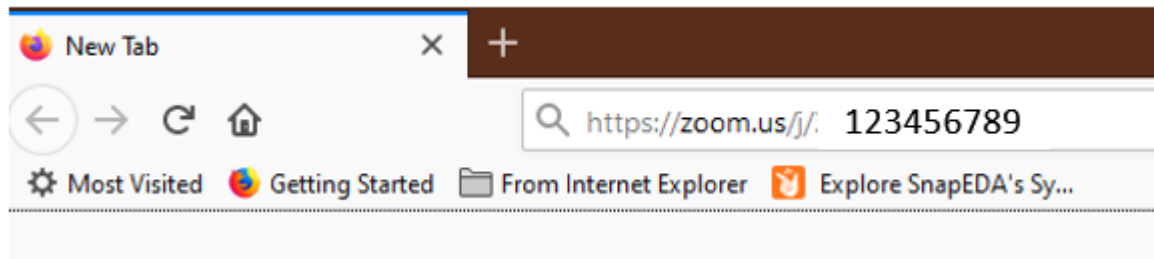 New Tab
https://zoom.us/j/ 123456789
Most Visited Getting Started From Internet Explorer Explore SnapEDA's Sy...